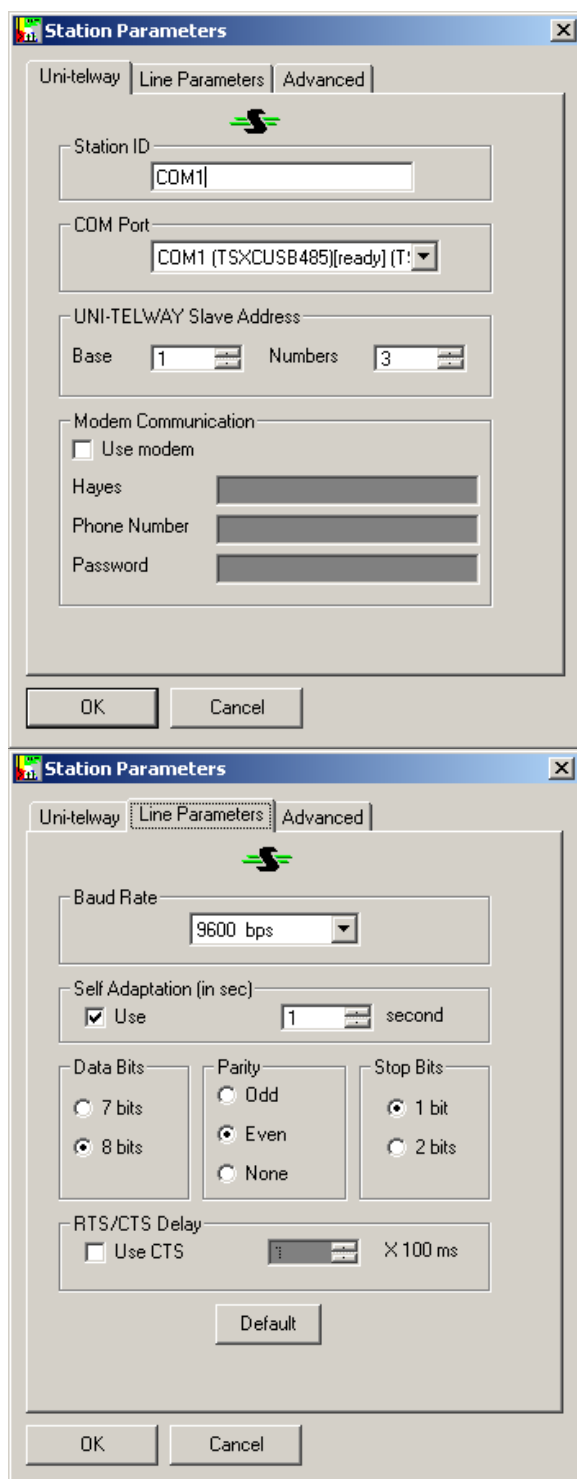 Station Parameters
Uni-telway Line Parameters Advanced
Station ID
COM1
COM Port
COM1 (TSXCUSB485)[ready] (T
UNI-TELWAY Slave Address
Base 1 Numbers 3
Modem Communication
Use modem
Hayes
Phone Number
Password
OK Cancel
Station Parameters
Uni-telway Line Parameters Advanced
Baud Rate
9600 bps
Self Adaptation (in sec)
Use 1 second
Data Bits Parity Stop Bits
7 bits Odd 1 bit
8 bits Even 2 bits
None
RTS/CTS Delay
Use CTS 1 X 100 ms
Default
OK Cancel